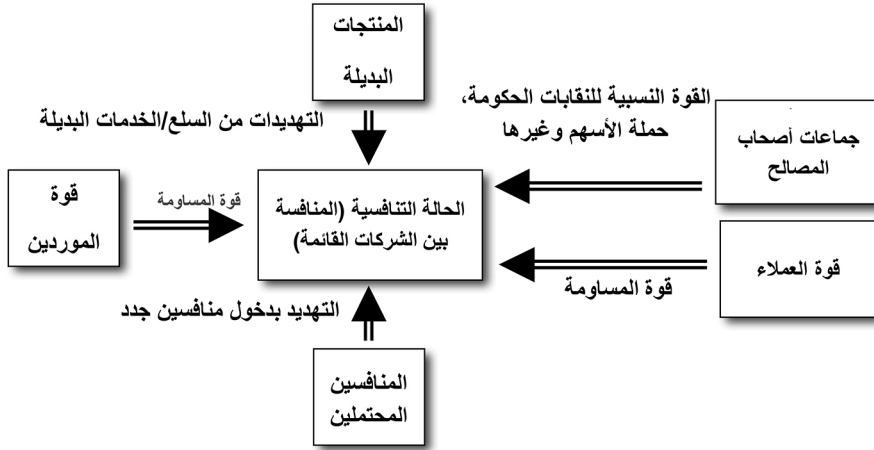 المنتجات
البديلة
التهديدات من السلع/الخدمات البديلة
القوة النسبية للنقابات الحكومة،
حملة الأسهم وغيرها
جماعات أصحاب
المصالح
قوة
الموردين
قوة المساومة
الحالة التنافسية (المنافسة
بين الشركات القائمة)
قوة العملاء
قوة المساومة
التهديد بدخول منافسين جدد
المنافسين
المحتملين